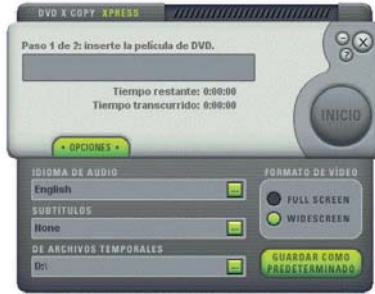 DVD X COPY XPRESS
Paso 1 de 2: inserte la película de DVD.
Tiempo restante: 0:00:00
Tiempo transcurrido: 0:00:00
INICIO
• OPCIONES •
IDIOMA DE AUDIO
English
...
SUBTÍTULOS
None
...
DE ARCHIVOS TEMPORALES
D:\
...
FORMATO DE VÍDEO
FULL SCREEN
WIDESCREEN
GUARDAR COMO
PREDETERMINADO